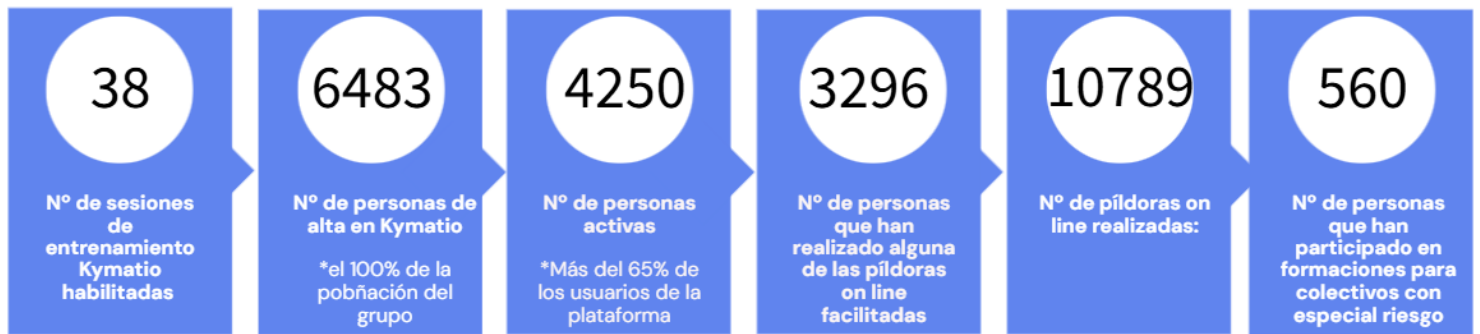 38
Nº de sesiones
de
entrenamiento
Kymatio
habilitadas
6483
Nº de personas de
alta en Kymatio
*el 100% de la
pobñación del
grupo
4250
Nº de personas
activas
*Más del 65% de
los usuarios de la
plataforma
3296
Nº de personas
que han
realizado alguna
de las píldoras
on line
facilitadas
10789
Nº de píldoras on
line realizadas:
560
Nº de personas
que han
participado en
formaciones para
colectivos con
especial riesgo